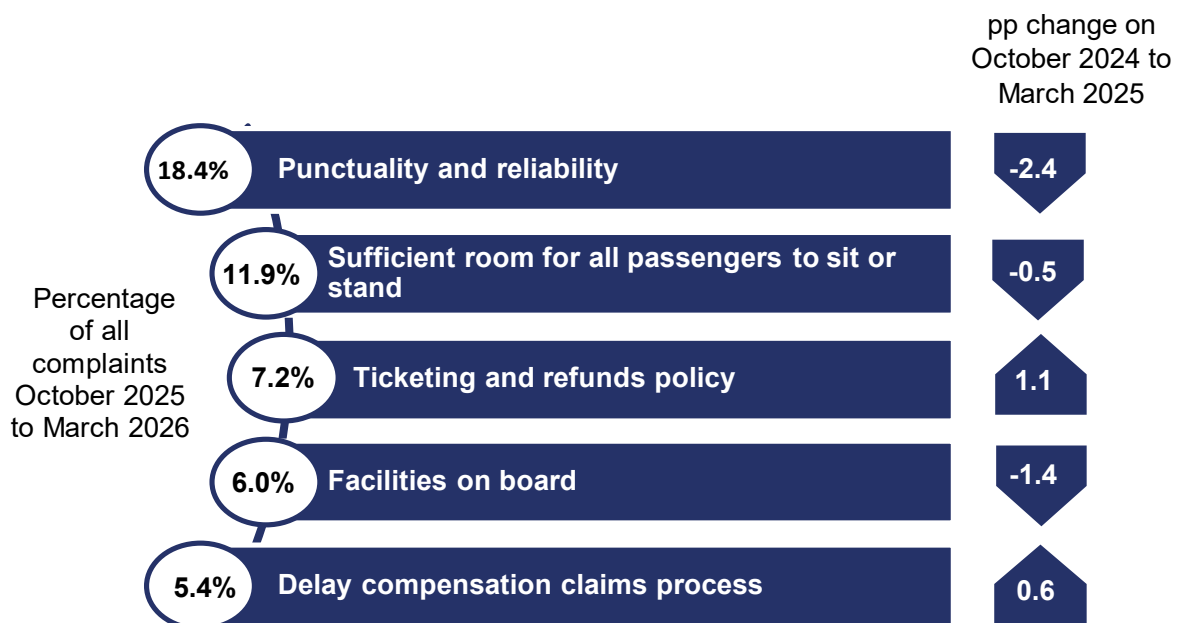 pp change on
October 2024 to
March 2025
18.4%
Punctuality and reliability
-2.4
11.9%
Sufficient room for all passengers to sit or
stand
-0.5
Percentage
of all
complaints
October 2025
to March 2026
7.2%
Ticketing and refunds policy
1.1
6.0%
Facilities on board
-1.4
5.4%
Delay compensation claims process
0.6